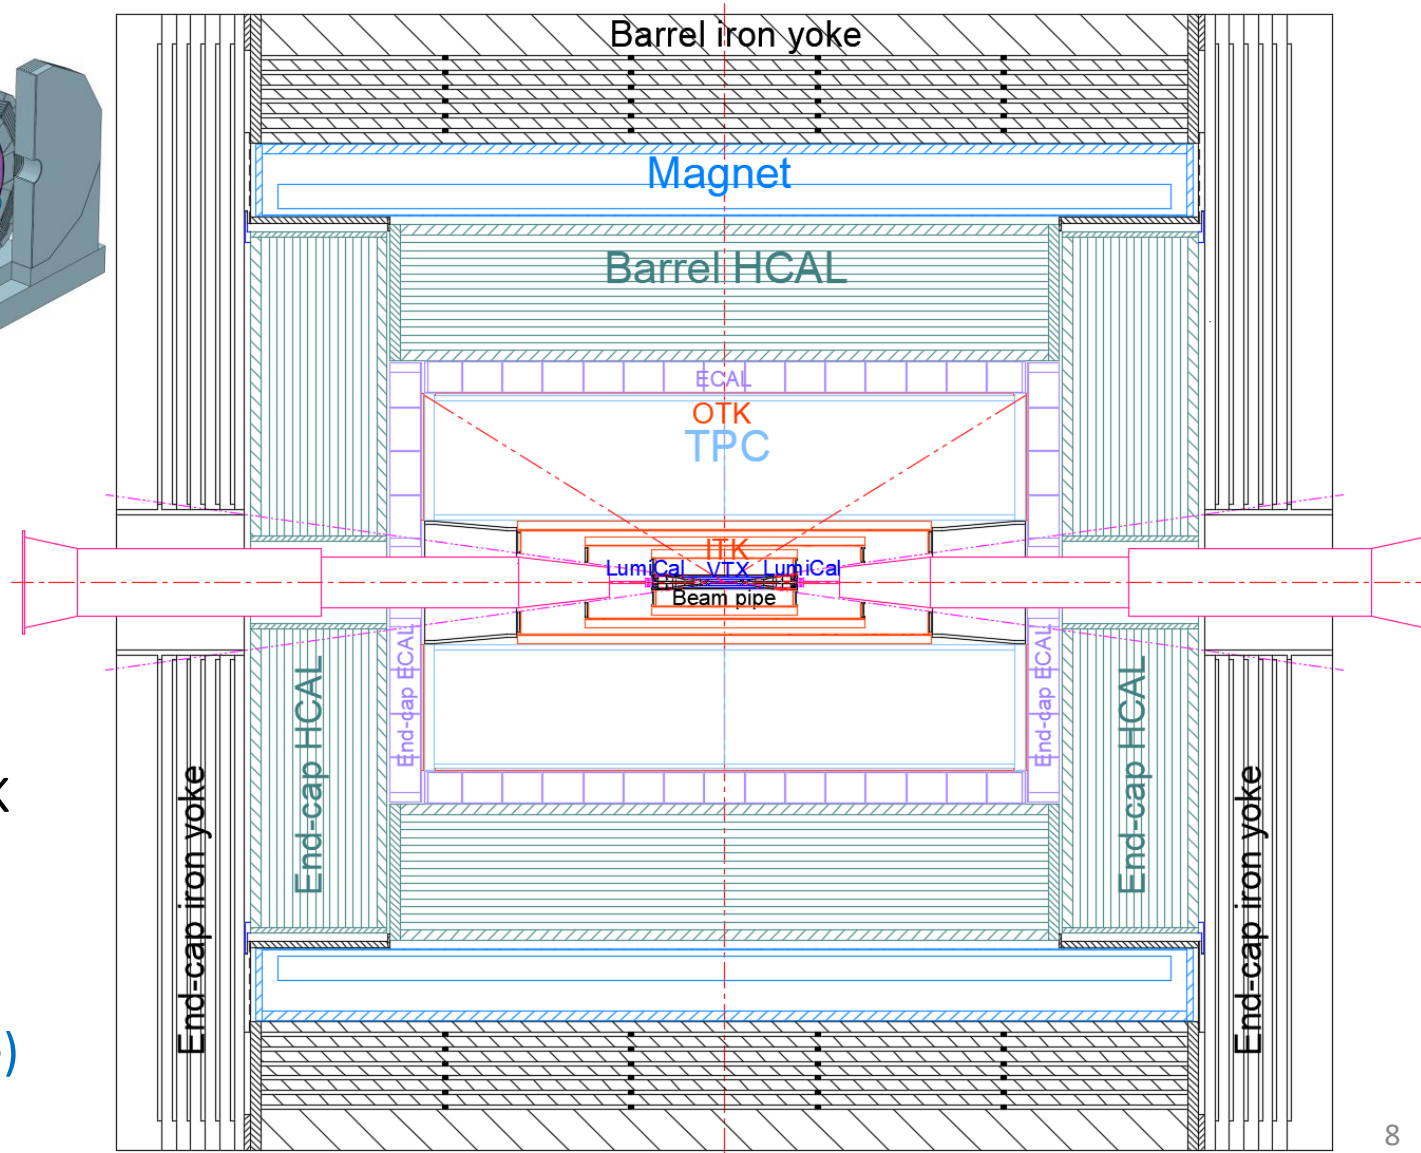 Barrel iron yoke
Magnet
Barrel HCAL
ECAL
OTK
TPC
ITK
LumiCal VTX LumiCal
Beam pipe
End-cap ECAL
End-cap ECAL
End-cap HCAL
End-cap HCAL
K
End-cap iron yoke
End-cap iron yoke
)
8